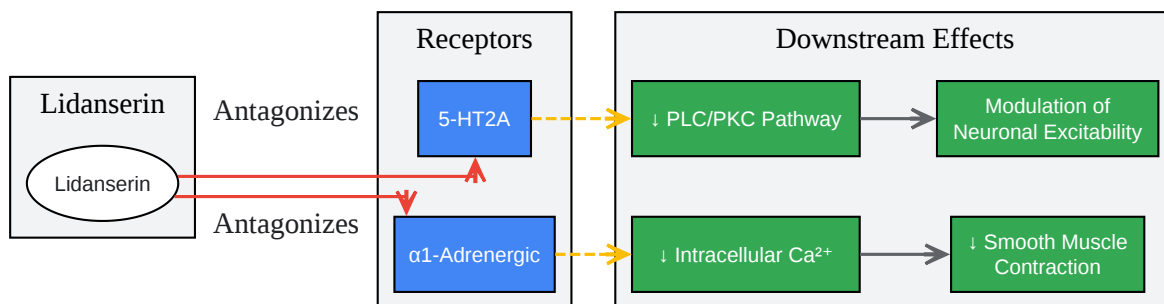 Lidanserin
Lidanserin
Antagonizes
Antagonizes
Receptors
5-HT2A
α1-Adrenergic
Downstream Effects
↓ PLC/PKC Pathway
Modulation of
Neuronal Excitability
↓ Intracellular Ca²⁺
↓ Smooth Muscle
Contraction